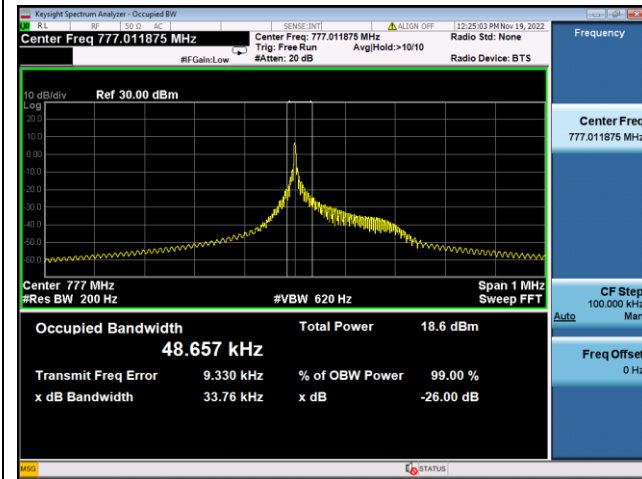 Keysight Spectrum Analyzer - Occupied BW
RL RF 50 Ω AC SENSE:INT ALIGN OFF 12:25:03 PM Nov 19, 2022
Center Freq 777.011875 MHz Center Freq: 777.011875 MHz Radio Std: None Frequency
Trig: Free Run Avg|Hold:>10/10
#IFGain:Low #Atten: 20 dB Radio Device: BTS
10 dB/div Ref 30.00 dBm
Log
20.0
10.0
0.00
-10.0
-20.0
-30.0
-40.0
-50.0
-60.0
Center Freq
777.011875 MHz
Center 777 MHz Span 1 MHz
#Res BW 200 Hz #VBW 620 Hz Sweep FFT
CF Step
100.000 kHz
Auto Man
Occupied Bandwidth Total Power 18.6 dBm
48.657 kHz
Freq Offset
0 Hz
Transmit Freq Error 9.330 kHz % of OBW Power 99.00 %
x dB Bandwidth 33.76 kHz x dB -26.00 dB
MSG STATUS